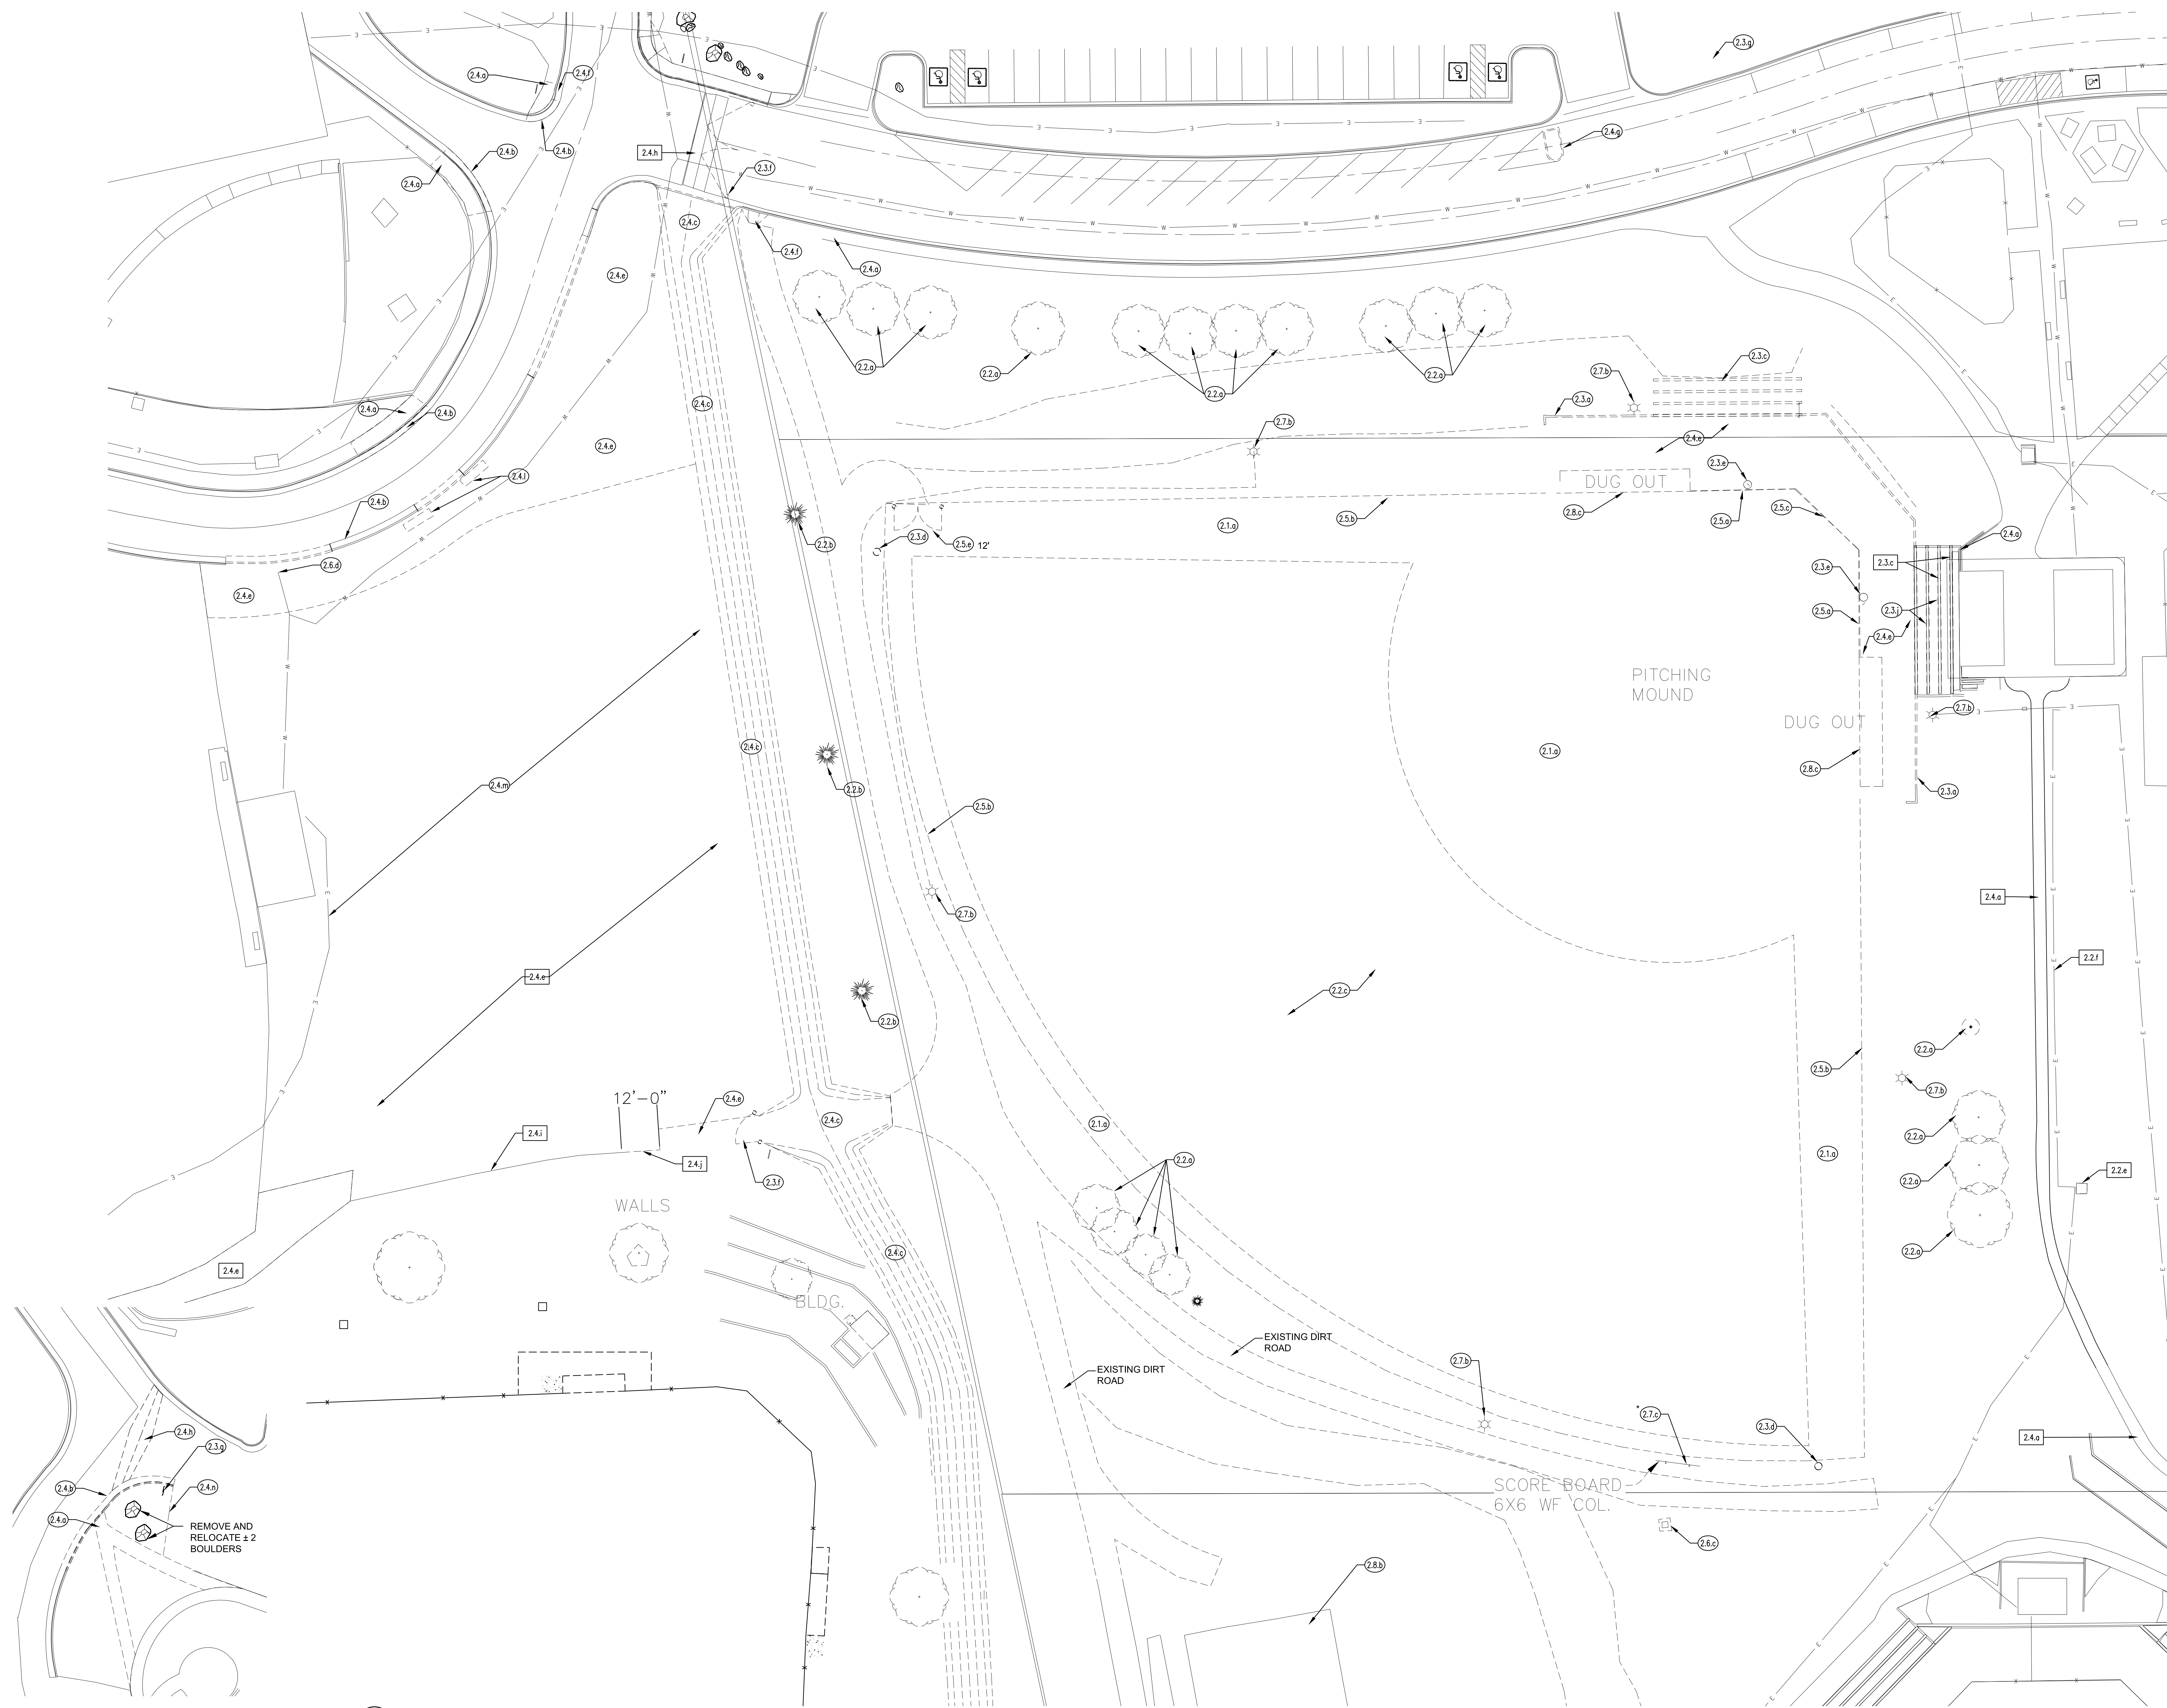 2.3.g
2.4.a
2.4.f
2.4.b
2.4.b
2.4.g
2.4.h
2.3.f
2.4.a
2.4.c
2.4.f
2.4.a
2.4.e
2.2.a
2.2.a
2.2.a
2.2.a
2.7.b
2.3.c
2.3.a
2.4.a
2.4.b
2.4.c
2.7.b
2.4.e
2.4.e
2.3.e
2.4.l
2.4.b
DUG OUT
2.8.c
2.5.a
2.5.c
2.5.b
2.1.a
2.2.b
2.3.d
2.5.e 12'
2.4.a
2.3.c
2.6.d
2.4.e
2.3.e
2.5.a
2.3.j
2.4.e
PITCHING
MOUND
DUG OUT
2.7.b
2.4.c
2.1.a
2.8.c
2.3.a
2.4.m
2.2.b
2.5.b
2.4.a
2.7.b
2.2.f
2.4.e
2.2.c
2.2.b
2.2.a
2.5.b
2.7.b
12'-0"
2.4.e
2.4.c
2.1.a
2.4.i
2.4.j
2.3.f
2.2.a
2.1.a
2.2.a
2.2.a
2.2.e
WALLS
2.4.c
2.2.a
2.4.e
BLDG.
EXISTING DIRT
ROAD
EXISTING DIRT
ROAD
2.7.b
* 2.7.c
2.3.d
2.4.a
2.4.h
2.3.g
2.4.b
2.4.n
2.4.a
REMOVE AND
RELOCATE ± 2
BOULDERS
SCORE BOARD
6X6 WF COL.
2.6.c
2.8.b